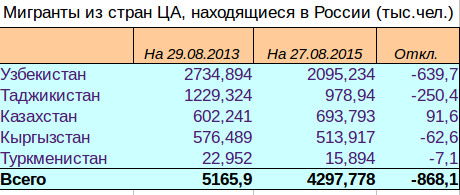 Мигранты из стран ЦА, находящиеся в России (тыс.чел.)
На 29.08.2013 На 27.08.2015 Откл.
Узбекистан 2734,894 2095,234 -639,7
Таджикистан 1229,324 978,94 -250,4
Казахстан 602,241 693,793 91,6
Кыргызстан 576,489 513,917 -62,6
Туркменистан 22,952 15,894 -7,1
Всего 5165,9 4297,778 -868,1